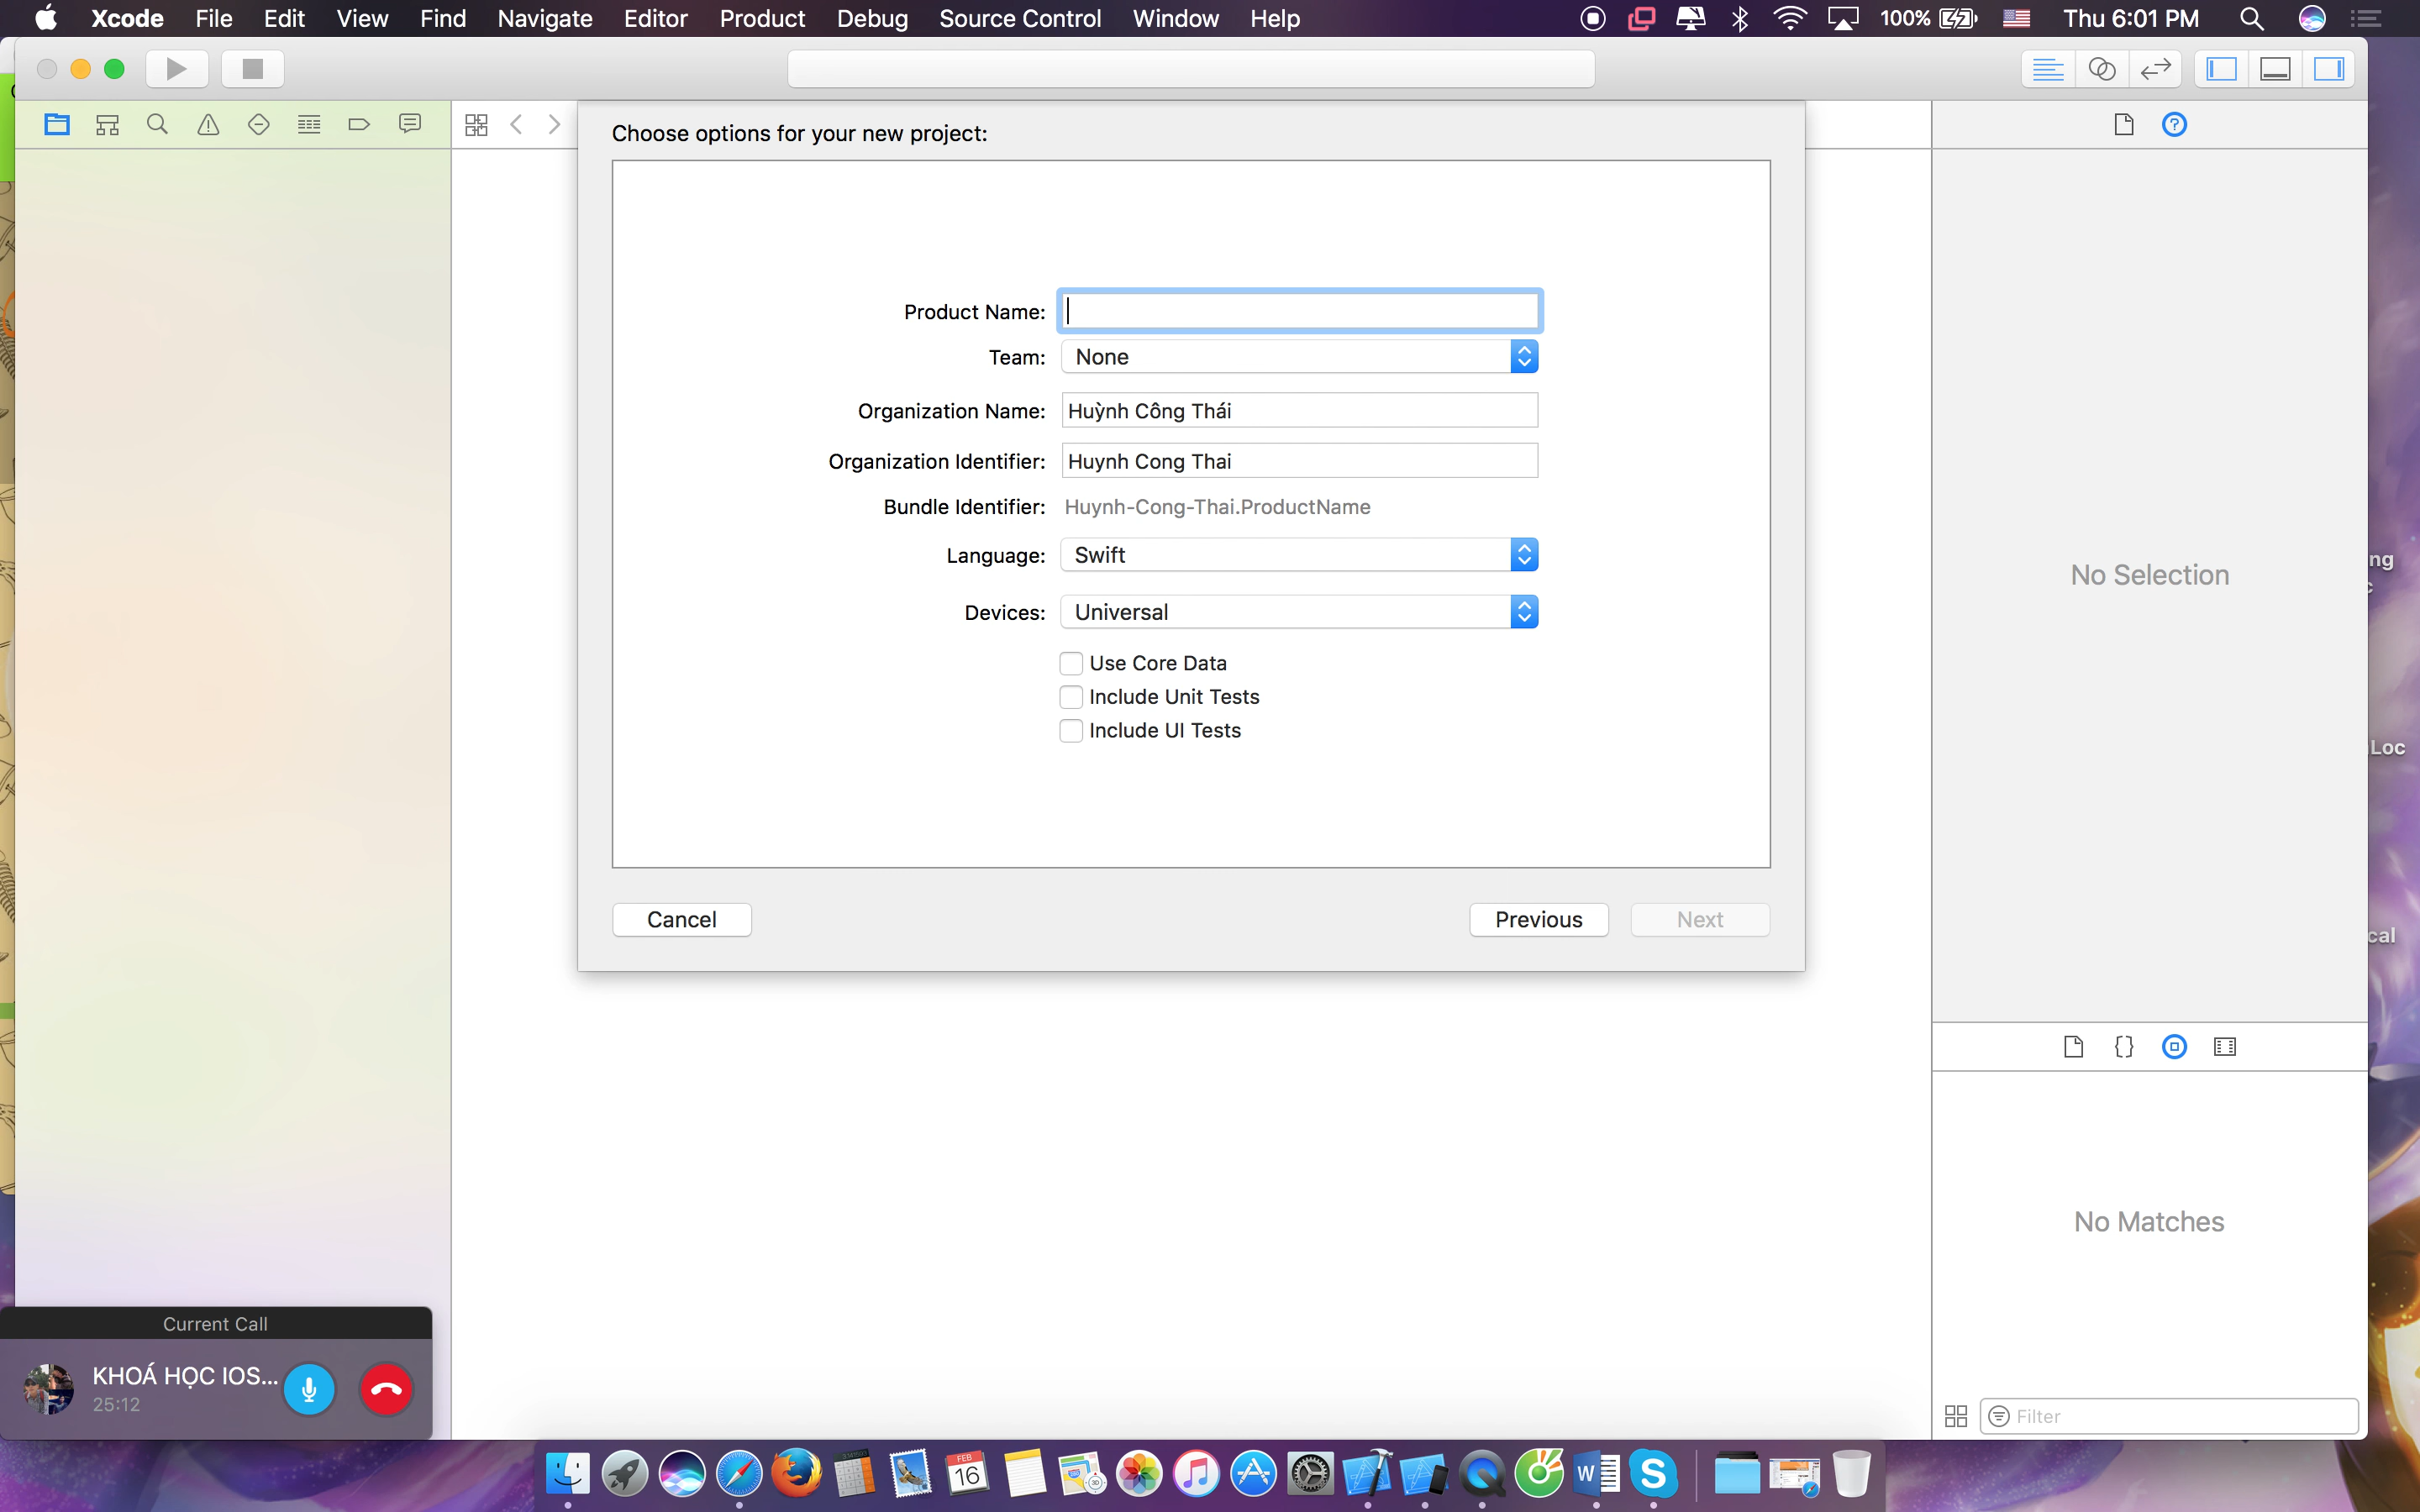 Xcode File Edit View Find Navigate Editor Product Debug Source Control Window Help 100% Thu 6:01 PM
Choose options for your new project:
Product Name:
Team: None
Organization Name: Huỳnh Công Thái
Organization Identifier: Huynh Cong Thai
Bundle Identifier: Huynh-Cong-Thai.ProductName
Language: Swift
Devices: Universal
Use Core Data
Include Unit Tests
Include UI Tests
Cancel Previous Next
No Selection
ng
Loc
cal
No Matches
Filter
Current Call
KHOÁ HỌC IOS...
25:12
FEB
16